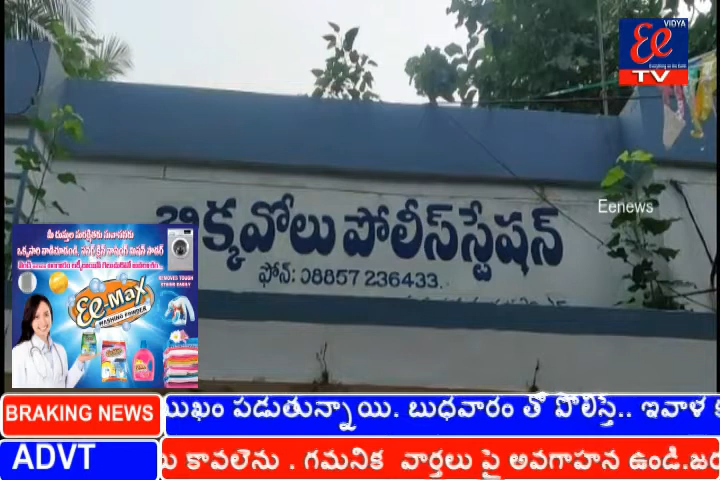 VIDYA
Ee
TV
Eenews
బిక్కవోలు పోలీస్‌స్టేషన్
ఫోన్: 08857 236433.
REMOVES TOUGH
STAINS EASILY
Ee-Max
WASHING POWDER
BRAKING NEWS
ముఖం పడుతున్నాయి. బుధవారం తో పోలిస్తే.. ఇవాళ
ADVT
కావలెను . గమనిక వార్తలు పై అవగాహన ఉండి.